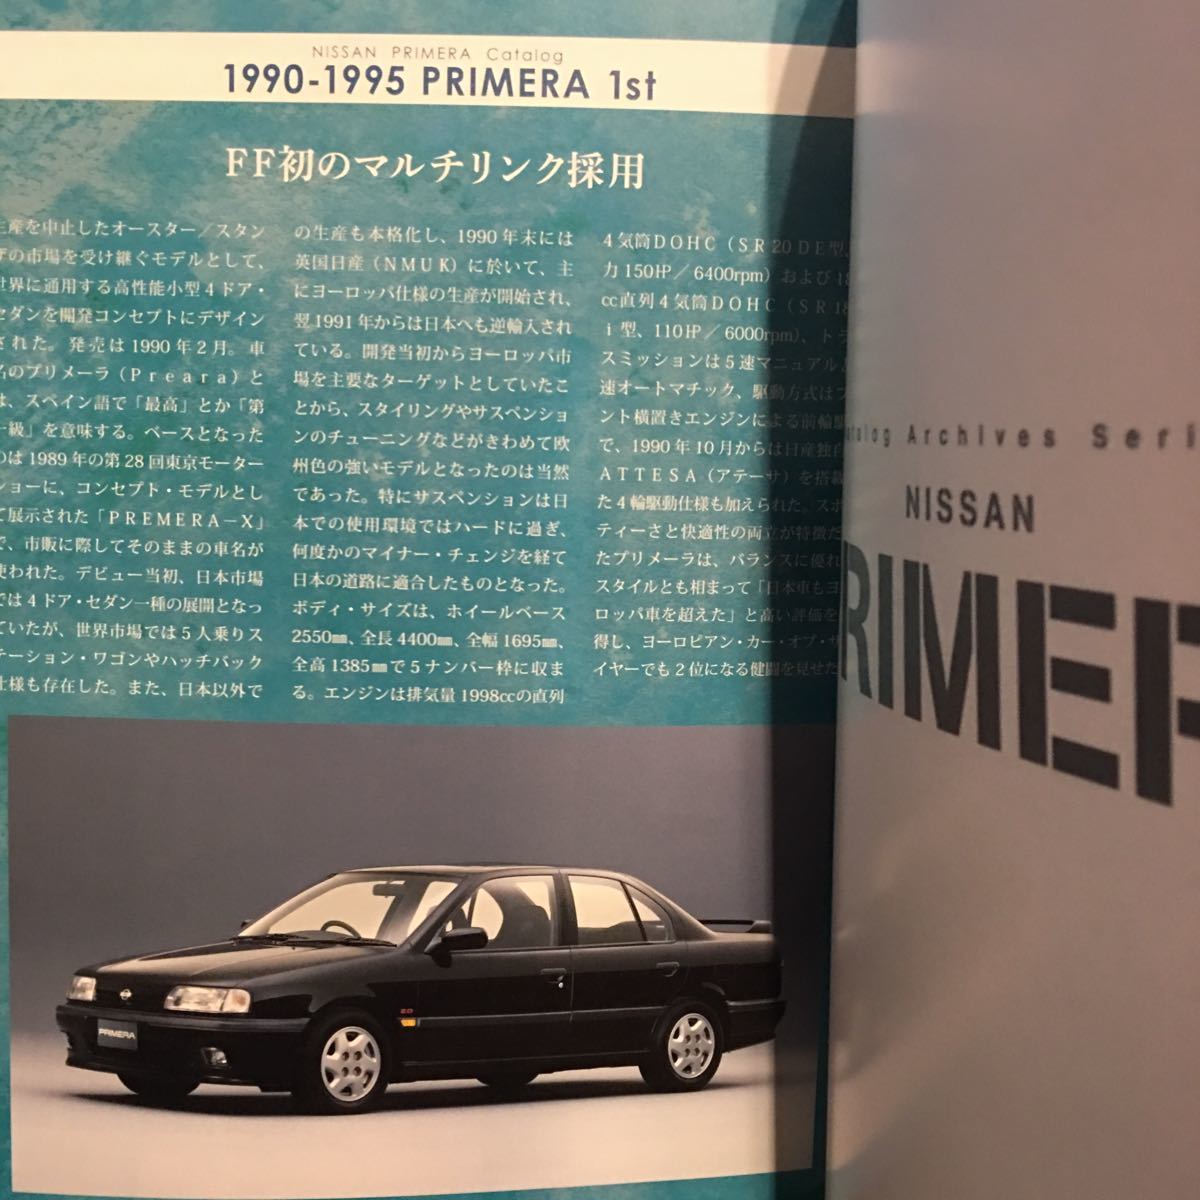 NISSAN PRIMERA Catalog
1990-1995 PRIMERA 1st
FF初のマルチリンク採用
生産を中止したオースター／スタン
ザの市場を受け継ぐモデルとして、
世界に通用する高性能小型4ドア・
セダンを開発コンセプトにデザイン
された。発売は1990年2月。車
名のプリメーラ（Preara）と
は、スペイン語で「最高」とか「第
一級」を意味する。ベースとなった
のは1989年の第28回東京モーター
ショーに、コンセプト・モデルとし
て展示された「PREMERA－X」
で、市販に際してそのままの車名が
使われた。デビュー当初、日本市場
では4ドア・セダン一種の展開となっ
ていたが、世界市場では5人乗りス
テーション・ワゴンやハッチバック
仕様も存在した。また、日本以外で
の生産も本格化し、1990年末には
英国日産（NMUK）に於いて、主
にヨーロッパ仕様の生産が開始され、
翌1991年からは日本へも逆輸入され
ている。開発当初からヨーロッパ市
場を主要なターゲットとしていたこ
とから、スタイリングやサスペンショ
ンのチューニングなどがきわめて欧
州色の強いモデルとなったのは当然
であった。特にサスペンションは日
本での使用環境ではハードに過ぎ、
何度かのマイナー・チェンジを経て
日本の道路に適合したものとなった。
ボディ・サイズは、ホイールベース
2550㎜、全長4400㎜、全幅1695㎜、
全高1385㎜で5ナンバー枠に収ま
る。エンジンは排気量1998ccの直列
4気筒DOHC（SR20DE型、
力150HP／6400rpm）および18
cc直列4気筒DOHC（SR18
i型、110HP／6000rpm）、トラ
スミッションは5速マニュアルと
速オートマチック、駆動方式はフ
ント横置きエンジンによる前輪駆
で、1990年10月からは日産独自
ATTESA（アテーサ）を搭載
た4輪駆動仕様も加えられた。スポ
ティーさと快適性の両立が特徴だ
たプリメーラは、バランスに優れ
スタイルとも相まって「日本車もヨ
ロッパ車を超えた」と高い評価を
得し、ヨーロピアン・カー・オブ・ザ
イヤーでも2位になる健闘を見せた
PRIMERA
2.0
atalog Archives Seri
NISSAN
PRIMER